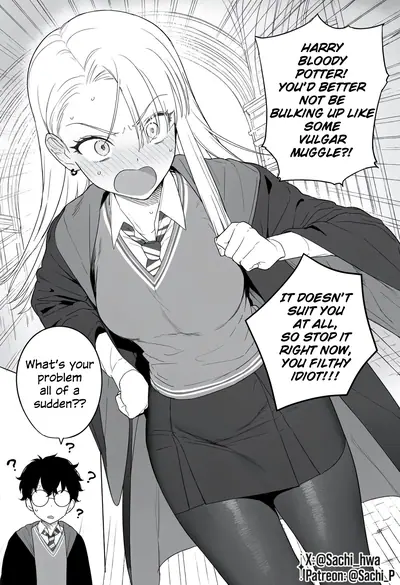 HARRY
BLOODY
POTTER!
YOU'D BETTER
NOT BE
BULKING UP LIKE
SOME
VULGAR
MUGGLE?!
IT DOESN'T
SUIT YOU
AT ALL,
SO STOP IT
RIGHT NOW,
YOU FILTHY
IDIOT!!!
What's your
problem
all of a
sudden??
?
?
?
?
X:@Sachi_hwa
Patreon:@Sachi_P